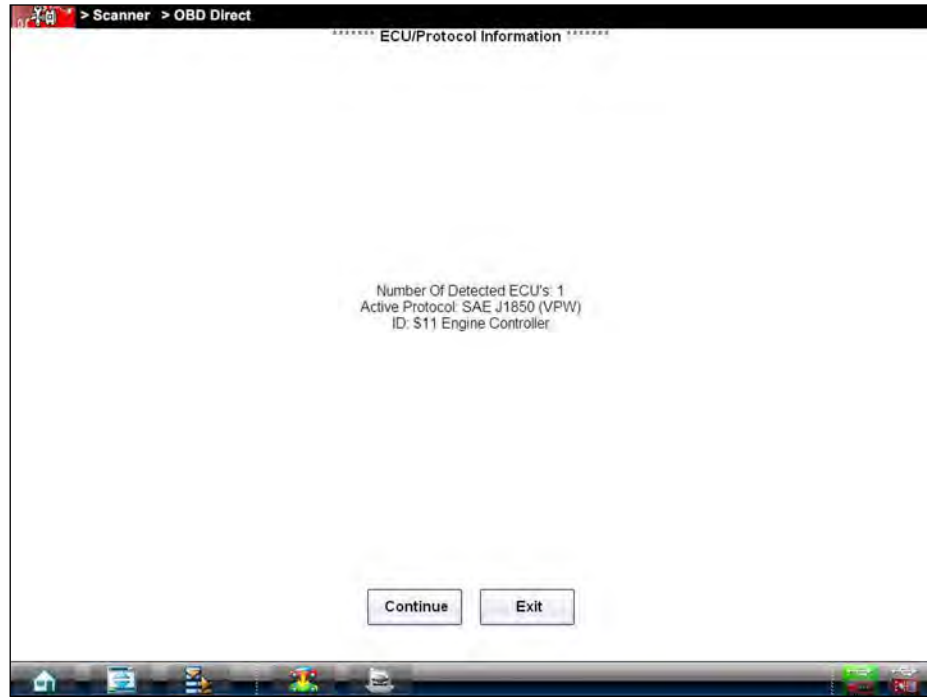 > Scanner > OBD Direct
******* ECU/Protocol Information *******
Number Of Detected ECU's: 1
Active Protocol: SAE J1850 (VPW)
ID: $11 Engine Controller
Continue
Exit